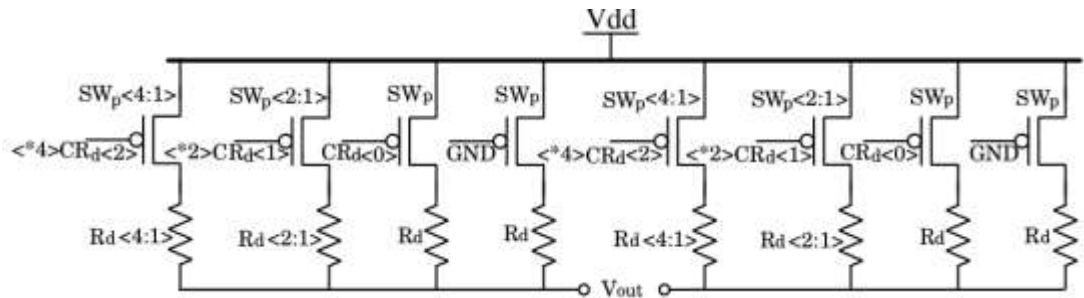 Vdd
SWp<4:1> SWp<2:1> SWp SWp SWp<4:1> SWp<2:1> SWp SWp
<*4>CRd<2> <*2>CRd<1> CRd<0> GND <*4>CRd<2> <*2>CRd<1> CRd<0> GND
Rd<4:1> Rd<2:1> Rd Rd Rd<4:1> Rd<2:1> Rd Rd
Vout